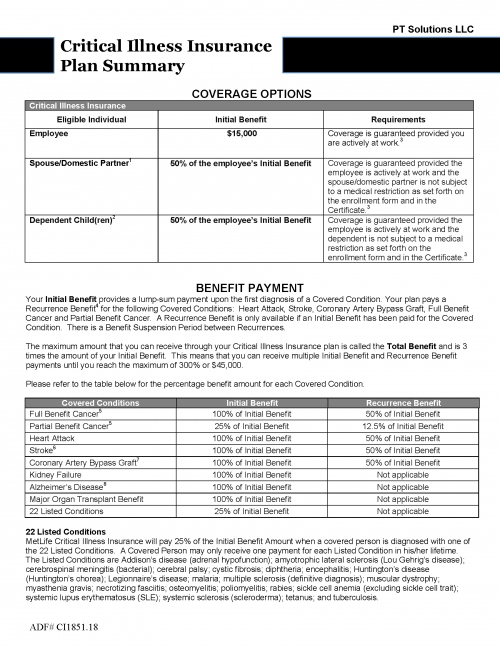 PT Solutions LLC
Critical Illness Insurance
Plan Summary
COVERAGE OPTIONS
Critical Illness Insurance
Eligible Individual Initial Benefit Requirements
Employee $15,000 Coverage is guaranteed provided you
are actively at work.3
Spouse/Domestic Partner1 50% of the employee's Initial Benefit Coverage is guaranteed provided the
employee is actively at work and the
spouse/domestic partner is not subject
to a medical restriction as set forth on
the enrollment form and in the
Certificate.3
Dependent Child(ren)2 50% of the employee's Initial Benefit Coverage is guaranteed provided the
employee is actively at work and the
dependent is not subject to a medical
restriction as set forth on the
enrollment form and in the Certificate.3
BENEFIT PAYMENT
Your Initial Benefit provides a lump-sum payment upon the first diagnosis of a Covered Condition. Your plan pays a
Recurrence Benefit4 for the following Covered Conditions: Heart Attack, Stroke, Coronary Artery Bypass Graft, Full Benefit
Cancer and Partial Benefit Cancer. A Recurrence Benefit is only available if an Initial Benefit has been paid for the Covered
Condition. There is a Benefit Suspension Period between Recurrences.
The maximum amount that you can receive through your Critical Illness Insurance plan is called the Total Benefit and is 3
times the amount of your Initial Benefit. This means that you can receive multiple Initial Benefit and Recurrence Benefit
payments until you reach the maximum of 300% or $45,000.
Please refer to the table below for the percentage benefit amount for each Covered Condition.
Covered Conditions Initial Benefit Recurrence Benefit
Full Benefit Cancer5 100% of Initial Benefit 50% of Initial Benefit
Partial Benefit Cancer5 25% of Initial Benefit 12.5% of Initial Benefit
Heart Attack 100% of Initial Benefit 50% of Initial Benefit
Stroke6 100% of Initial Benefit 50% of Initial Benefit
Coronary Artery Bypass Graft7 100% of Initial Benefit 50% of Initial Benefit
Kidney Failure 100% of Initial Benefit Not applicable
Alzheimer's Disease8 100% of Initial Benefit Not applicable
Major Organ Transplant Benefit 100% of Initial Benefit Not applicable
22 Listed Conditions 25% of Initial Benefit Not applicable
22 Listed Conditions
MetLife Critical Illness Insurance will pay 25% of the Initial Benefit Amount when a covered person is diagnosed with one of
the 22 Listed Conditions. A Covered Person may only receive one payment for each Listed Condition in his/her lifetime.
The Listed Conditions are Addison's disease (adrenal hypofunction); amyotrophic lateral sclerosis (Lou Gehrig's disease);
cerebrospinal meningitis (bacterial); cerebral palsy; cystic fibrosis; diphtheria; encephalitis; Huntington's disease
(Huntington's chorea); Legionnaire's disease; malaria; multiple sclerosis (definitive diagnosis); muscular dystrophy;
myasthenia gravis; necrotizing fasciitis; osteomyelitis; poliomyelitis; rabies; sickle cell anemia (excluding sickle cell trait);
systemic lupus erythematosus (SLE); systemic sclerosis (scleroderma); tetanus; and tuberculosis.
ADF# CI1851.18